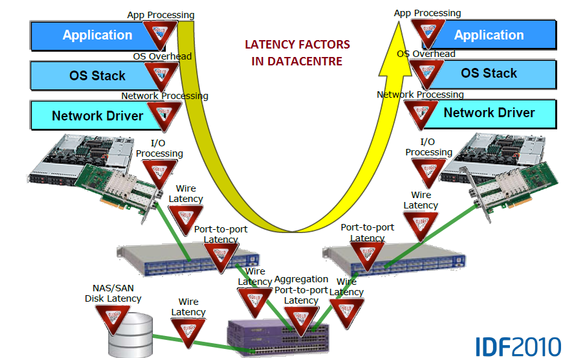 App Processing
Application
OS Overhead
OS Stack
Network Processing
Network Driver
I/O
Processing
Wire
Latency
Port-to-port
Latency
LATENCY FACTORS
IN DATACENTRE
App Processing
Application
OS Overhead
OS Stack
Network Processing
Network Driver
I/O
Processing
Wire
Latency
Port-to-port
Latency
NAS/SAN
Disk Latency
Wire
Latency
Wire
Latency
Aggregation
Port-to-port
Latency
Wire
Latency
IDF2010